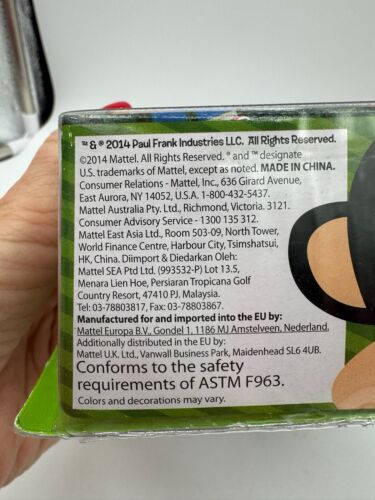 ™ & ® 2014 Paul Frank Industries LLC. All Rights Reserved.
©2014 Mattel. All Rights Reserved. ® and ™ designate
U.S. trademarks of Mattel, except as noted. MADE IN CHINA.
Consumer Relations - Mattel, Inc., 636 Girard Avenue,
East Aurora, NY 14052, U.S.A. 1-800-432-5437.
Mattel Australia Pty. Ltd., Richmond, Victoria. 3121.
Consumer Advisory Service - 1300 135 312.
Mattel East Asia Ltd., Room 503-09, North Tower,
World Finance Centre, Harbour City, Tsimshatsui,
HK, China. Diimport & Diedarkan Oleh:
Mattel SEA Ptd Ltd. (993532-P) Lot 13.5,
Menara Lien Hoe, Persiaran Tropicana Golf
Country Resort, 47410 PJ. Malaysia.
Tel: 03-78803817, Fax: 03-78803867.
Manufactured for and imported into the EU by:
Mattel Europa B.V., Gondel 1, 1186 MJ Amstelveen, Nederland.
Additionally distributed in the EU by:
Mattel U.K. Ltd., Vanwall Business Park, Maidenhead SL6 4UB.
Conforms to the safety
requirements of ASTM F963.
Colors and decorations may vary.